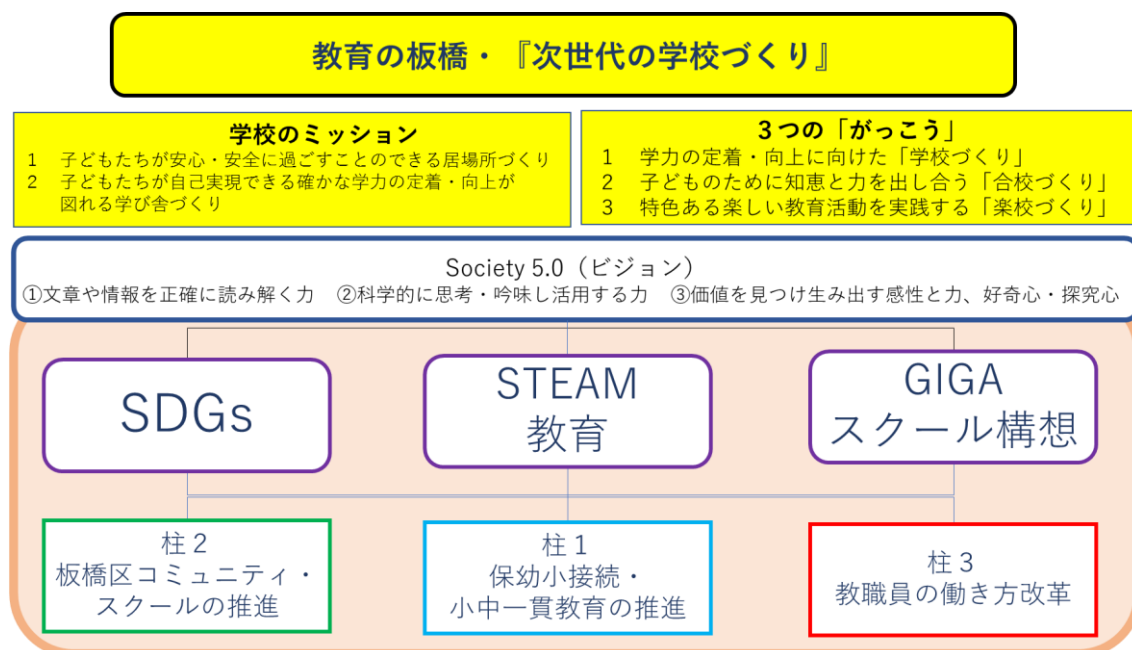 教育の板橋・『次世代の学校づくり』
学校のミッション
1 子どもたちが安心・安全に過ごすことのできる居場所づくり
2 子どもたちが自己実現できる確かな学力の定着・向上が
図れる学び舎づくり
３つの「がっこう」
1 学力の定着・向上に向けた「学校づくり」
2 子どものために知恵と力を出し合う「合校づくり」
3 特色ある楽しい教育活動を実践する「楽校づくり」
Society 5.0（ビジョン）
①文章や情報を正確に読み解く力 ②科学的に思考・吟味し活用する力 ③価値を見つけ生み出す感性と力、好奇心・探究心
SDGs
STEAM
教育
GIGA
スクール構想
柱２
板橋区コミュニティ・
スクールの推進
柱１
保幼小接続・
小中一貫教育の推進
柱３
教職員の働き方改革